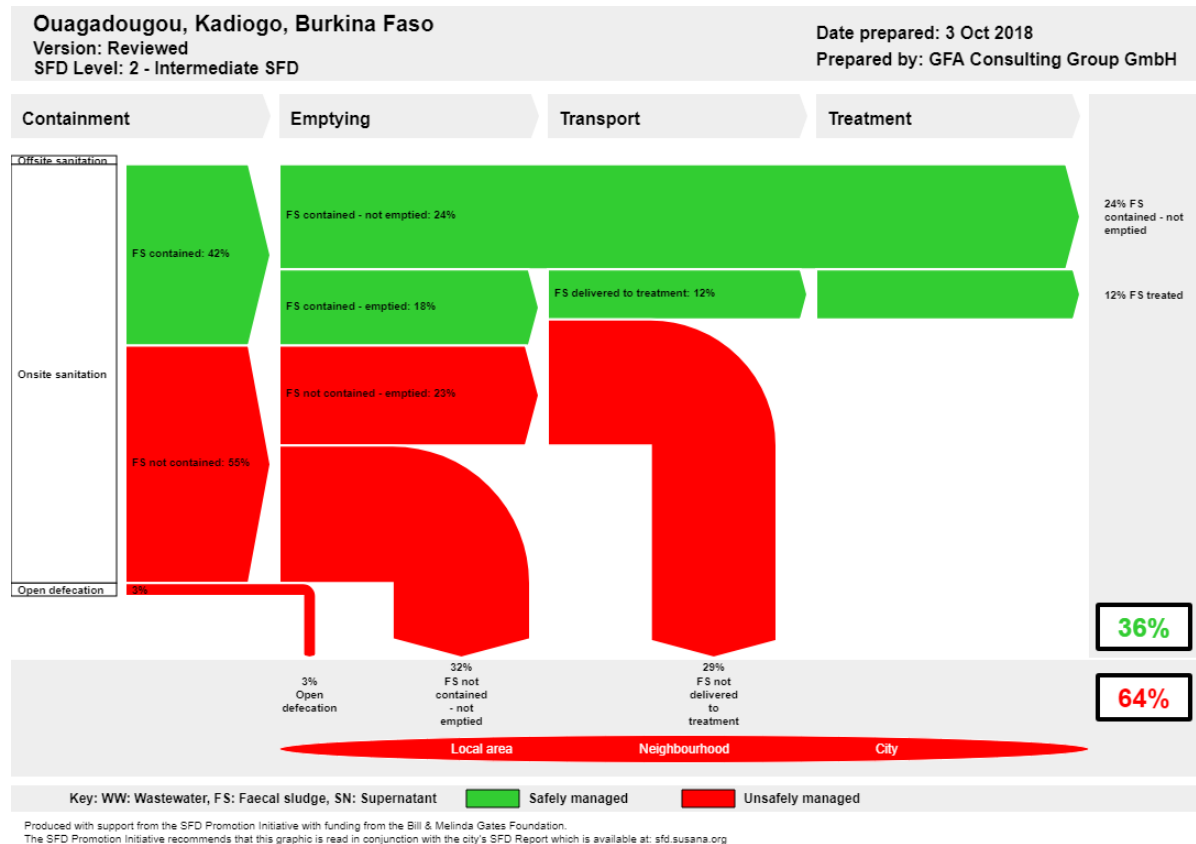 Ouagadougou, Kadiogo, Burkina Faso
Version: Reviewed
SFD Level: 2 - Intermediate SFD
Date prepared: 3 Oct 2018
Prepared by: GFA Consulting Group GmbH
Containment
Emptying
Transport
Treatment
Offsite sanitation
Onsite sanitation
Open defecation
FS contained: 42%
FS not contained: 55%
3%
FS contained - not emptied: 24%
FS contained - emptied: 18%
FS not contained - emptied: 23%
FS delivered to treatment: 12%
24% FS
contained - not
emptied
12% FS treated
36%
64%
3%
Open
defecation
32%
FS not
contained
- not
emptied
29%
FS not
delivered
to
treatment
Local area
Neighbourhood
City
Key: WW: Wastewater, FS: Faecal sludge, SN: Supernatant
Safely managed
Unsafely managed
Produced with support from the SFD Promotion Initiative with funding from the Bill & Melinda Gates Foundation.
The SFD Promotion Initiative recommends that this graphic is read in conjunction with the city's SFD Report which is available at: sfd.susana.org